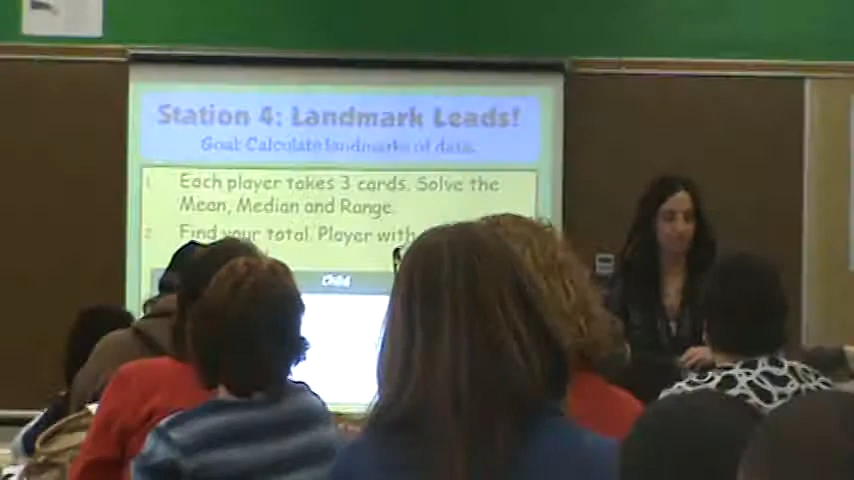 Station 4: Landmark Leads!
Goal: Calculate landmarks of data.
1. Each player takes 3 cards. Solve the
Mean, Median and Range.
2. Find your total. Player with
Child